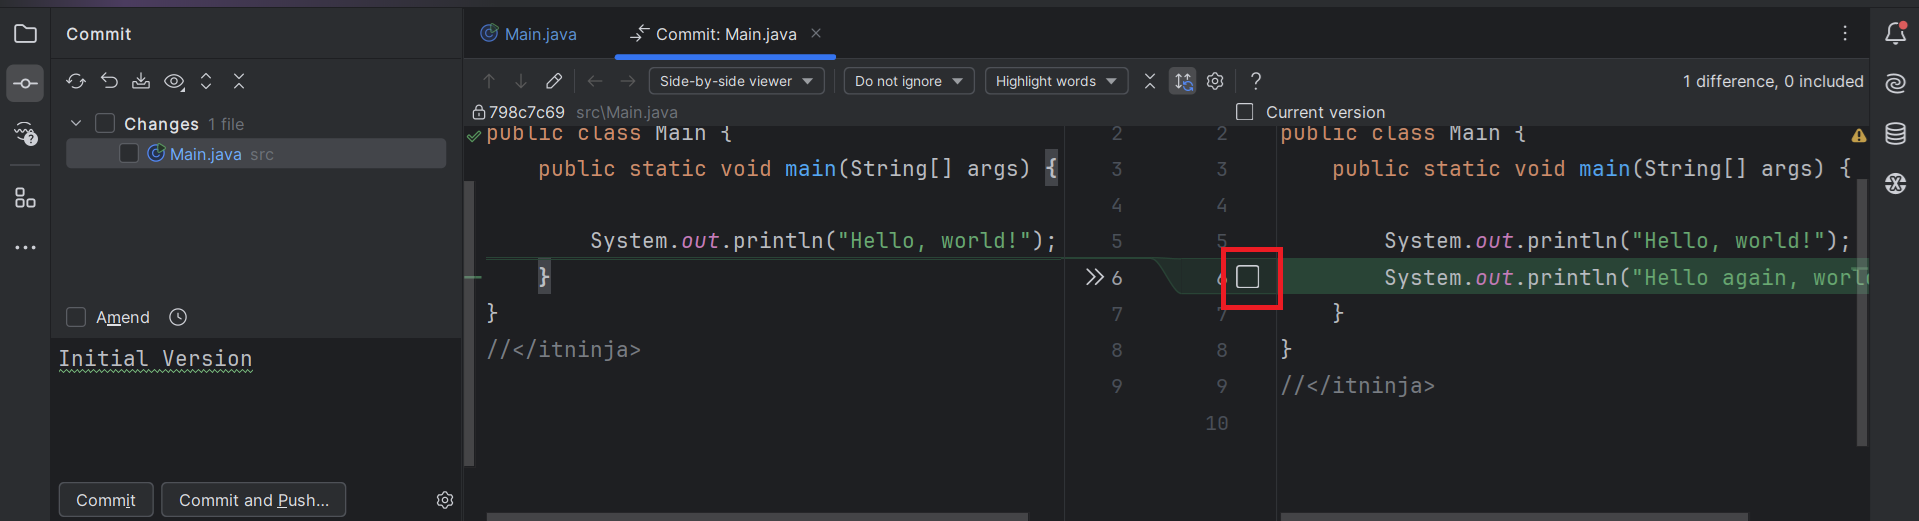 Commit
Main.java
Commit: Main.java
Side-by-side viewer
Do not ignore
Highlight words
?
1 difference, 0 included
798c7c69 src\Main.java
Current version
Changes 1 file
Main.java src
public class Main {
public static void main(String[] args) {
System.out.println("Hello, world!");
}
}
//</itninja>
2 2
3 3
4 4
5 5
6 6
7 7
8 8
9 9
10
public class Main {
public static void main(String[] args) {
System.out.println("Hello, world!");
System.out.println("Hello again,
}
}
//</itninja>
Amend
Initial Version
Commit
Commit and Push...